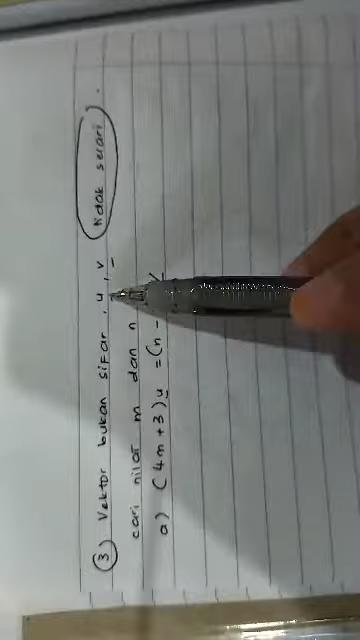 ③ Vektor bukan sifar, u, v (tidak selari).
cari nilai m dan n
a) (4m + 3)u = (n -